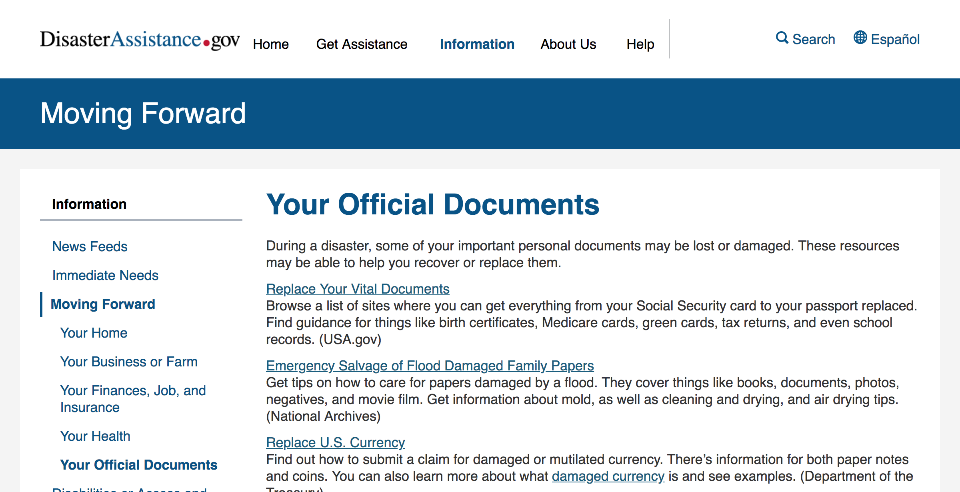 DisasterAssistance.gov Home Get Assistance Information About Us Help Search Español
Moving Forward
Information
News Feeds
Immediate Needs
Moving Forward
Your Home
Your Business or Farm
Your Finances, Job, and
Insurance
Your Health
Your Official Documents
Disabilities or Access and
Your Official Documents
During a disaster, some of your important personal documents may be lost or damaged. These resources
may be able to help you recover or replace them.
Replace Your Vital Documents
Browse a list of sites where you can get everything from your Social Security card to your passport replaced.
Find guidance for things like birth certificates, Medicare cards, green cards, tax returns, and even school
records. (USA.gov)
Emergency Salvage of Flood Damaged Family Papers
Get tips on how to care for papers damaged by a flood. They cover things like books, documents, photos,
negatives, and movie film. Get information about mold, as well as cleaning and drying, and air drying tips.
(National Archives)
Replace U.S. Currency
Find out how to submit a claim for damaged or mutilated currency. There's information for both paper notes
and coins. You can also learn more about what damaged currency is and see examples. (Department of the
Treasury)